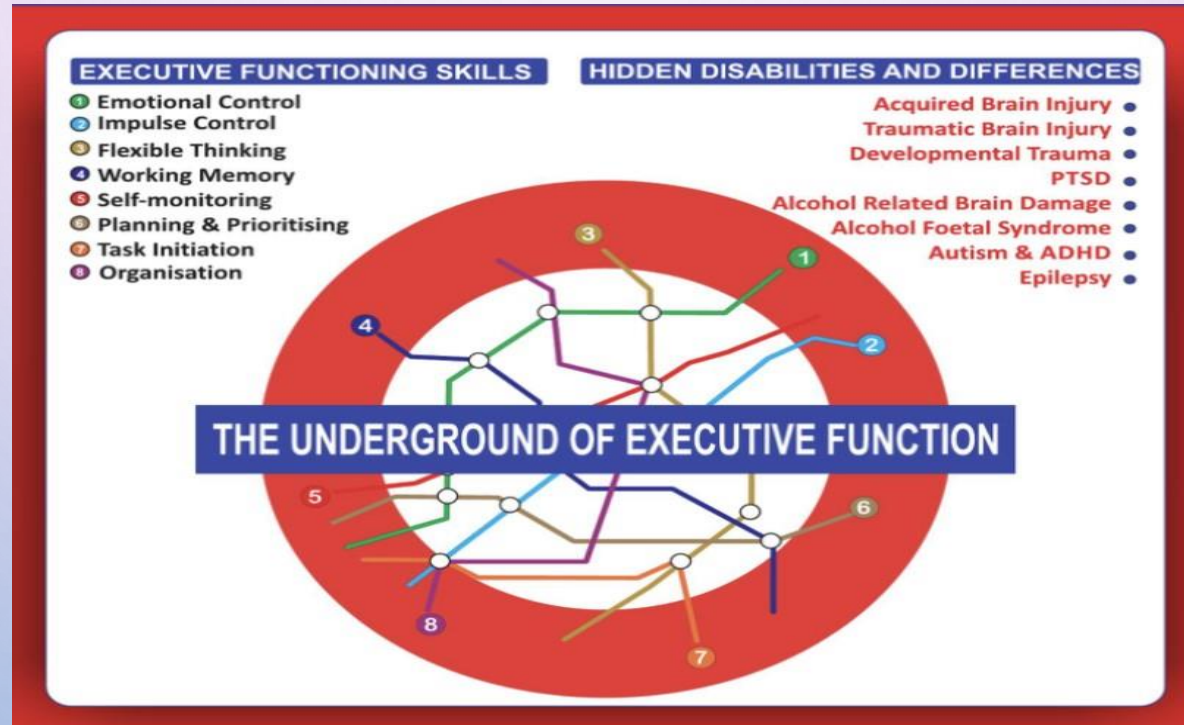 EXECUTIVE FUNCTIONING SKILLS
1 Emotional Control
2 Impulse Control
3 Flexible Thinking
4 Working Memory
5 Self-monitoring
6 Planning & Prioritising
7 Task Initiation
8 Organisation
HIDDEN DISABILITIES AND DIFFERENCES
Acquired Brain Injury •
Traumatic Brain Injury •
Developmental Trauma •
PTSD •
Alcohol Related Brain Damage •
Alcohol Foetal Syndrome •
Autism & ADHD •
Epilepsy •
3
1
4
2
THE UNDERGROUND OF EXECUTIVE FUNCTION
5
6
8
7